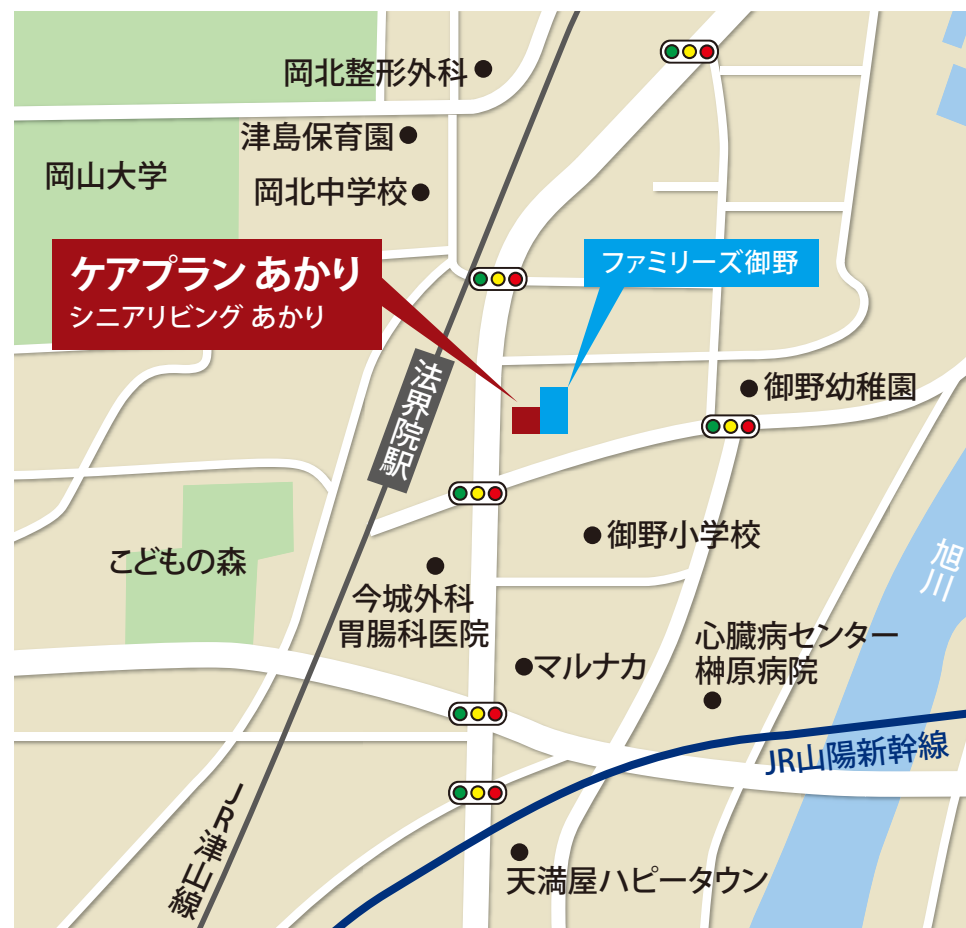 岡北整形外科
津島保育園
岡山大学
岡北中学校
ケアプラン あかり
シニアリビング あかり
ファミリーズ御野
法界院駅
御野幼稚園
御野小学校
こどもの森
旭川
今城外科
胃腸科医院
心臓病センター
榊原病院
マルナカ
JR山陽新幹線
JR津山線
天満屋ハピータウン